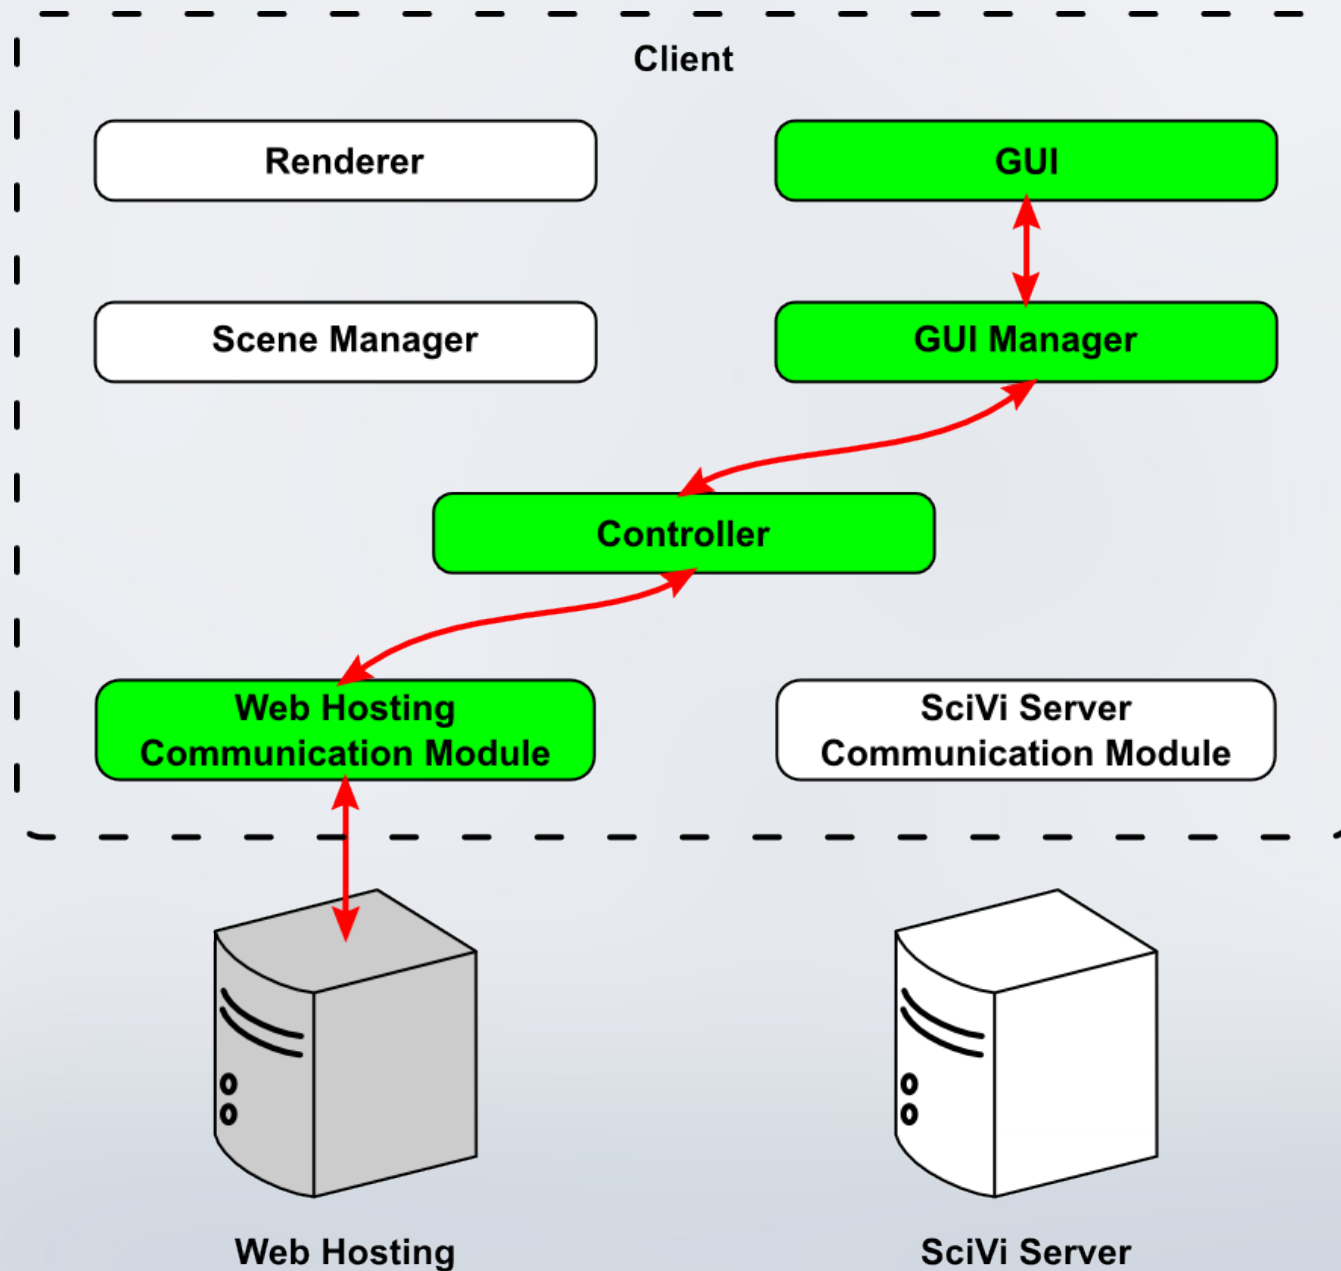 Client
Renderer
GUI
Scene Manager
GUI Manager
Controller
Web Hosting
Communication Module
SciVi Server
Communication Module
Web Hosting
SciVi Server